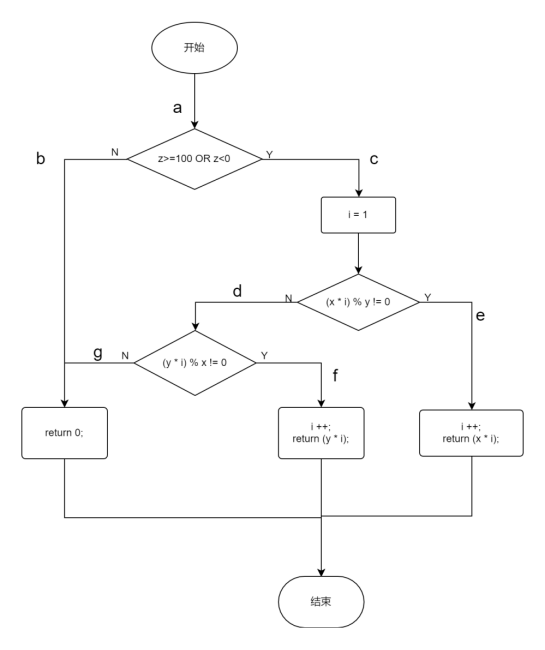 开始
a
b
N
z>=100 OR z<0
Y
c
i = 1
d
N
(x * i) % y != 0
Y
e
g
N
(y * i) % x != 0
Y
f
return 0;
i ++;
return (y * i);
i ++;
return (x * i);
结束